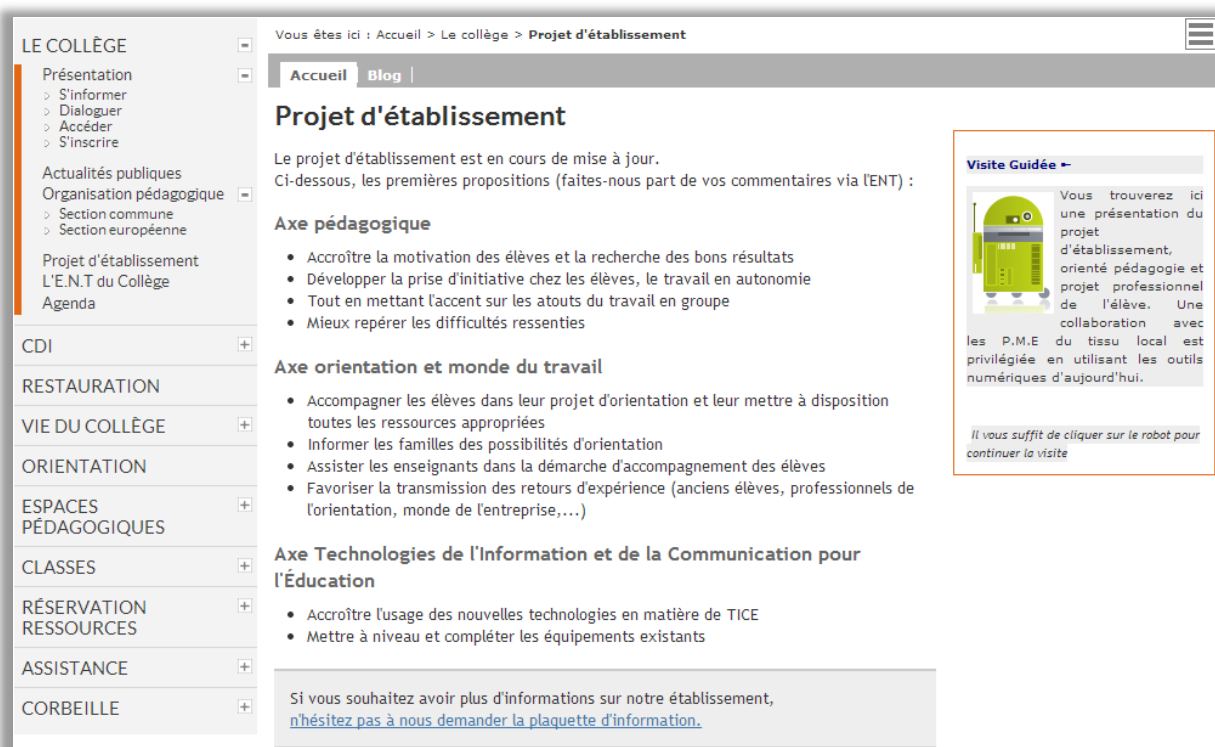 LE COLLÈGE
Présentation
S'informer
Dialoguer
Accéder
S'inscrire
Actualités publiques
Organisation pédagogique
Section commune
Section européenne
Projet d'établissement
L'E.N.T du Collège
Agenda
CDI
RESTAURATION
VIE DU COLLÈGE
ORIENTATION
ESPACES
PÉDAGOGIQUES
CLASSES
RÉSERVATION
RESSOURCES
ASSISTANCE
CORBEILLE
Vous êtes ici : Accueil > Le collège > Projet d'établissement
Accueil Blog
Projet d'établissement
Le projet d'établissement est en cours de mise à jour.
Ci-dessous, les premières propositions (faites-nous part de vos commentaires via l'ENT) :
Axe pédagogique
• Accroître la motivation des élèves et la recherche des bons résultats
• Développer la prise d'initiative chez les élèves, le travail en autonomie
• Tout en mettant l'accent sur les atouts du travail en groupe
• Mieux repérer les difficultés ressenties
Axe orientation et monde du travail
• Accompagner les élèves dans leur projet d'orientation et leur mettre à disposition
toutes les ressources appropriées
• Informer les familles des possibilités d'orientation
• Assister les enseignants dans la démarche d'accompagnement des élèves
• Favoriser la transmission des retours d'expérience (anciens élèves, professionnels de
l'orientation, monde de l'entreprise,...)
Axe Technologies de l'Information et de la Communication pour
l'Éducation
• Accroître l'usage des nouvelles technologies en matière de TICE
• Mettre à niveau et compléter les équipements existants
Si vous souhaitez avoir plus d'informations sur notre établissement,
n'hésitez pas à nous demander la plaquette d'information.
Visite Guidée
Vous trouverez ici
une présentation du
projet
d'établissement,
orienté pédagogie et
projet professionnel
de l'élève. Une
collaboration avec
les P.M.E du tissu local est
privilégiée en utilisant les outils
numériques d'aujourd'hui.
Il vous suffit de cliquer sur le robot pour
continuer la visite